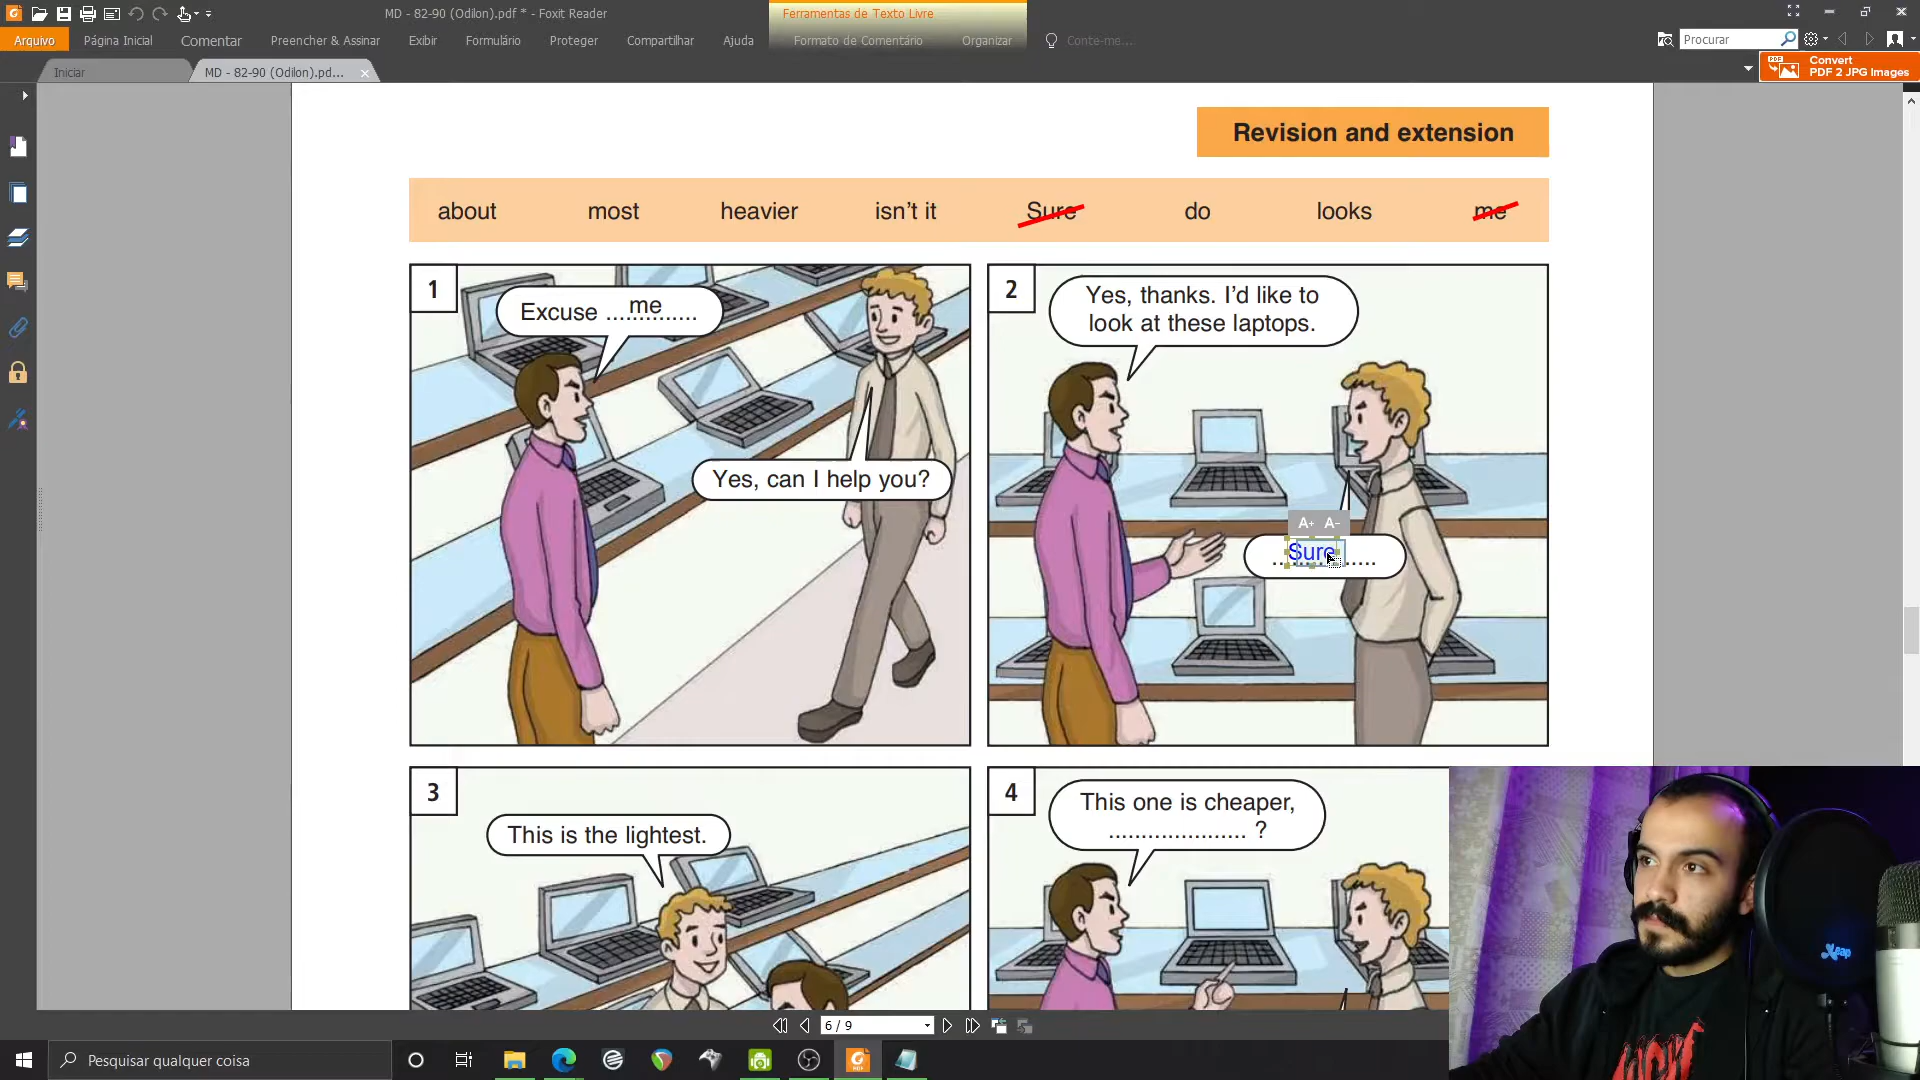 MD - 82-90 (Odilon).pdf * - Foxit Reader
Ferramentas de Texto Livre
Arquivo
Página Inicial
Comentar
Preencher & Assinar
Exibir
Formulário
Proteger
Compartilhar
Ajuda
Formato de Comentário
Organizar
Conte-me...
Procurar
Iniciar
MD - 82-90 (Odilon).pd...
Convert
PDF 2 JPG Images
Revision and extension
about most heavier isn't it Sure do looks me
1
Excuse ....me....
Yes, can I help you?
2
Yes, thanks. I'd like to
look at these laptops.
A+ A-
Sure
3
This is the lightest.
4
This one is cheaper,
..................... ?
6 / 9
Pesquisar qualquer coisa